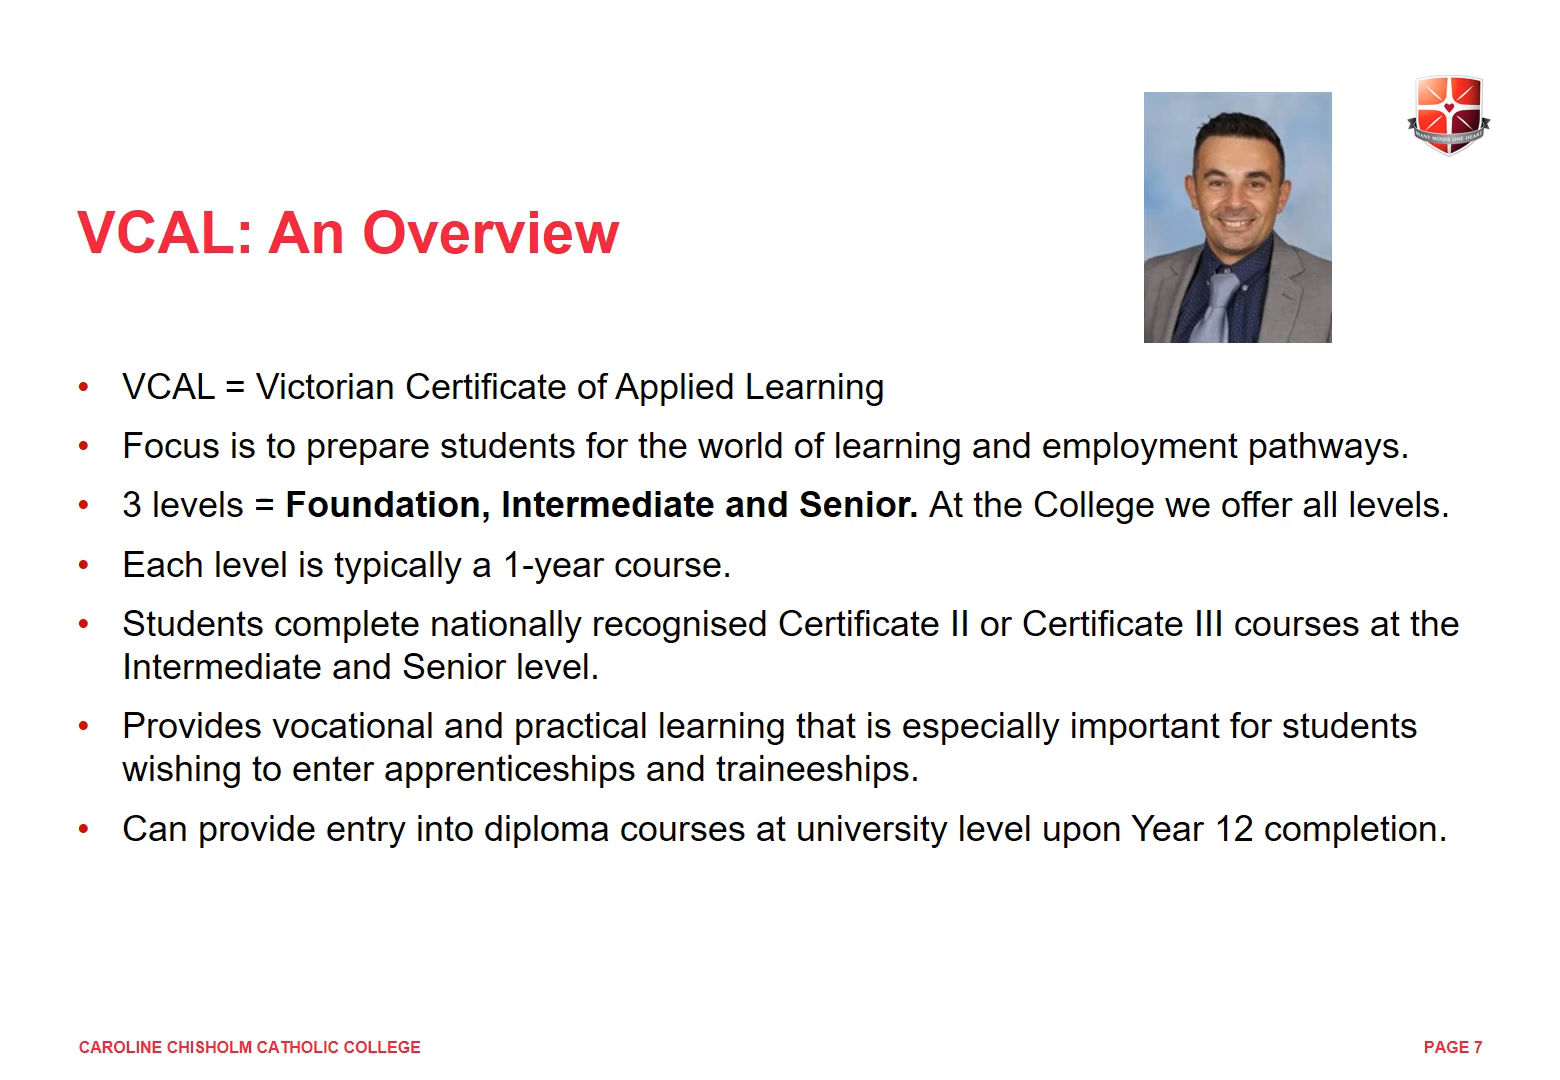 MANY MINDS ONE HEART
VCAL: An Overview
• VCAL = Victorian Certificate of Applied Learning
• Focus is to prepare students for the world of learning and employment pathways.
• 3 levels = Foundation, Intermediate and Senior. At the College we offer all levels.
• Each level is typically a 1-year course.
• Students complete nationally recognised Certificate II or Certificate III courses at the
Intermediate and Senior level.
• Provides vocational and practical learning that is especially important for students
wishing to enter apprenticeships and traineeships.
• Can provide entry into diploma courses at university level upon Year 12 completion.
CAROLINE CHISHOLM CATHOLIC COLLEGE
PAGE 7